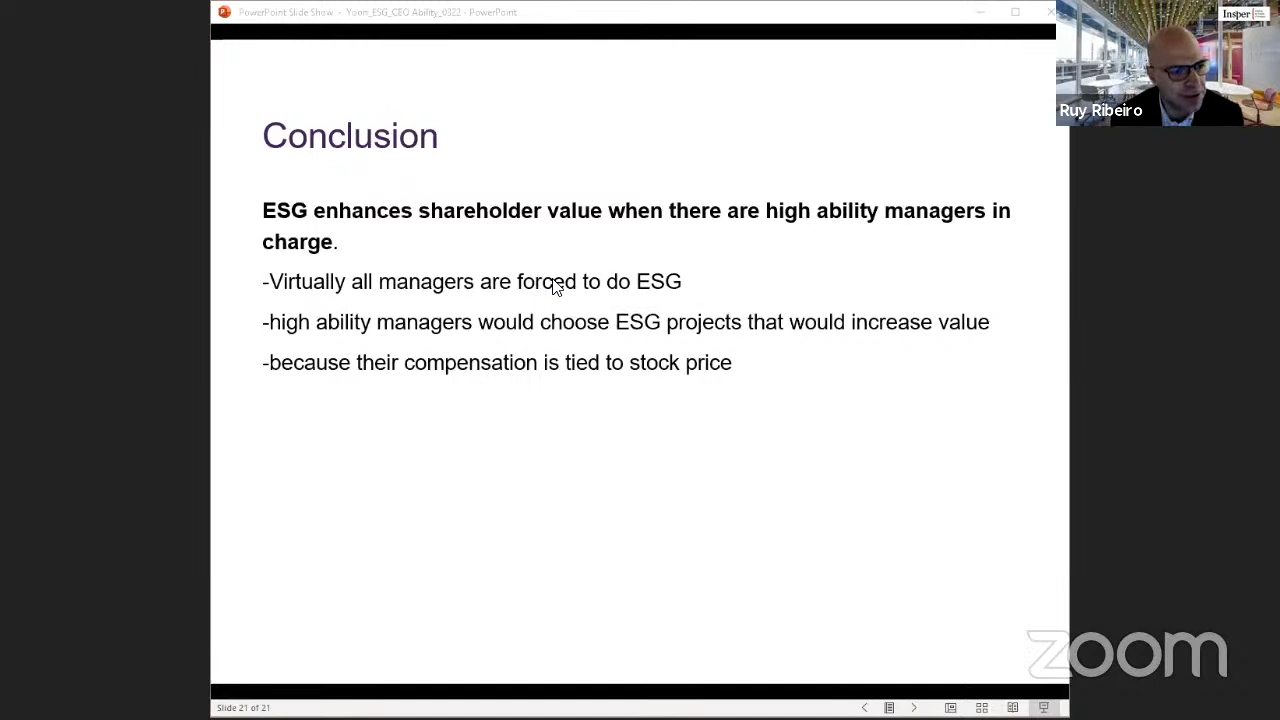 PowerPoint Slide Show - Yoon_ESG_CEO Ability_0322 - PowerPoint
Insper
Ruy Ribeiro
Conclusion
ESG enhances shareholder value when there are high ability managers in
charge.
-Virtually all managers are forced to do ESG
-high ability managers would choose ESG projects that would increase value
-because their compensation is tied to stock price
zoom
Slide 21 of 21